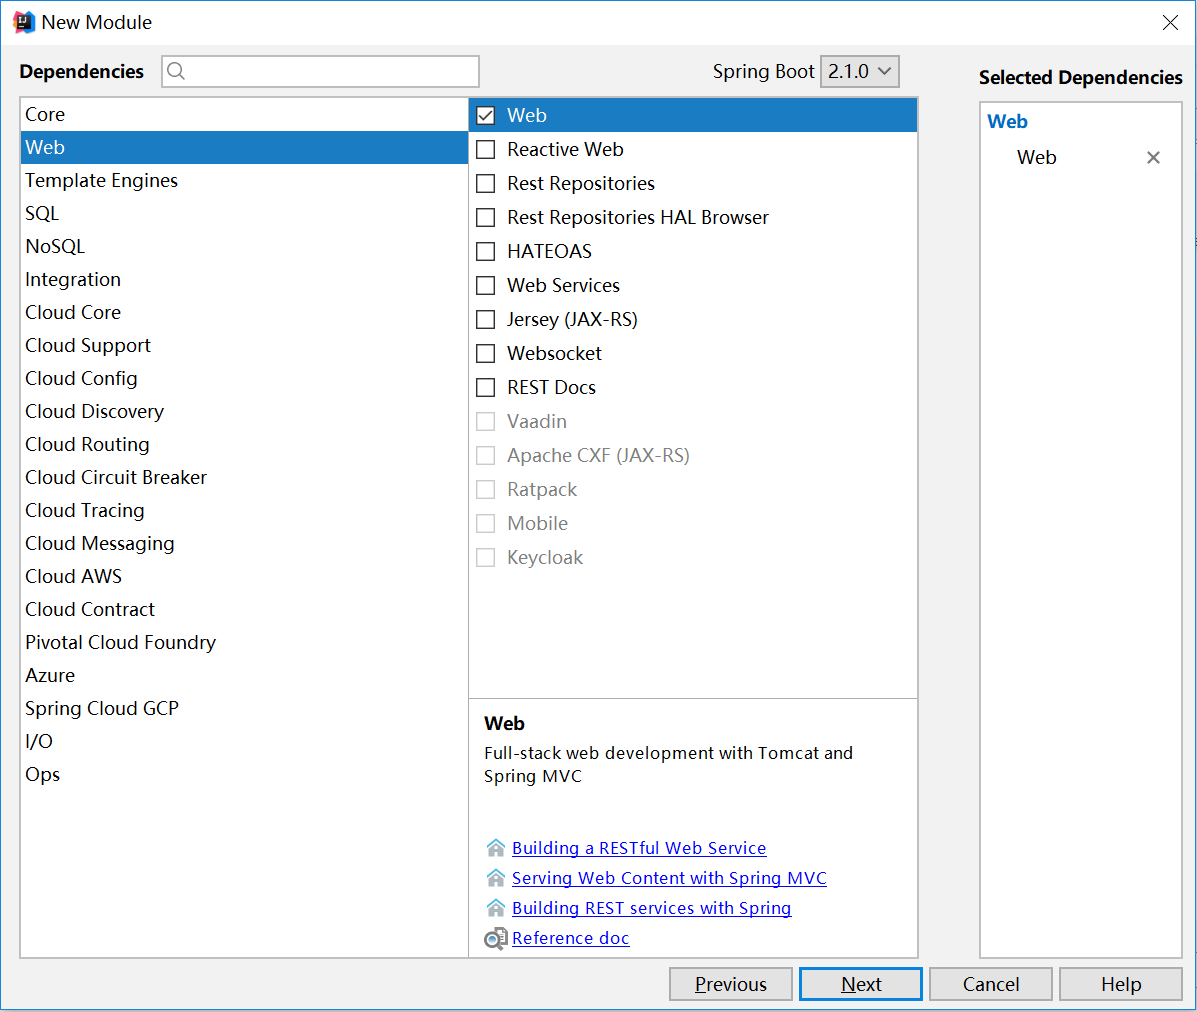 New Module
Dependencies
Spring Boot 2.1.0
Selected Dependencies
Core
Web
Template Engines
SQL
NoSQL
Integration
Cloud Core
Cloud Support
Cloud Config
Cloud Discovery
Cloud Routing
Cloud Circuit Breaker
Cloud Tracing
Cloud Messaging
Cloud AWS
Cloud Contract
Pivotal Cloud Foundry
Azure
Spring Cloud GCP
I/O
Ops
Web
Reactive Web
Rest Repositories
Rest Repositories HAL Browser
HATEOAS
Web Services
Jersey (JAX-RS)
Websocket
REST Docs
Vaadin
Apache CXF (JAX-RS)
Ratpack
Mobile
Keycloak
Web
Full-stack web development with Tomcat and
Spring MVC
Building a RESTful Web Service
Serving Web Content with Spring MVC
Building REST services with Spring
Reference doc
Web
Web
Previous
Next
Cancel
Help